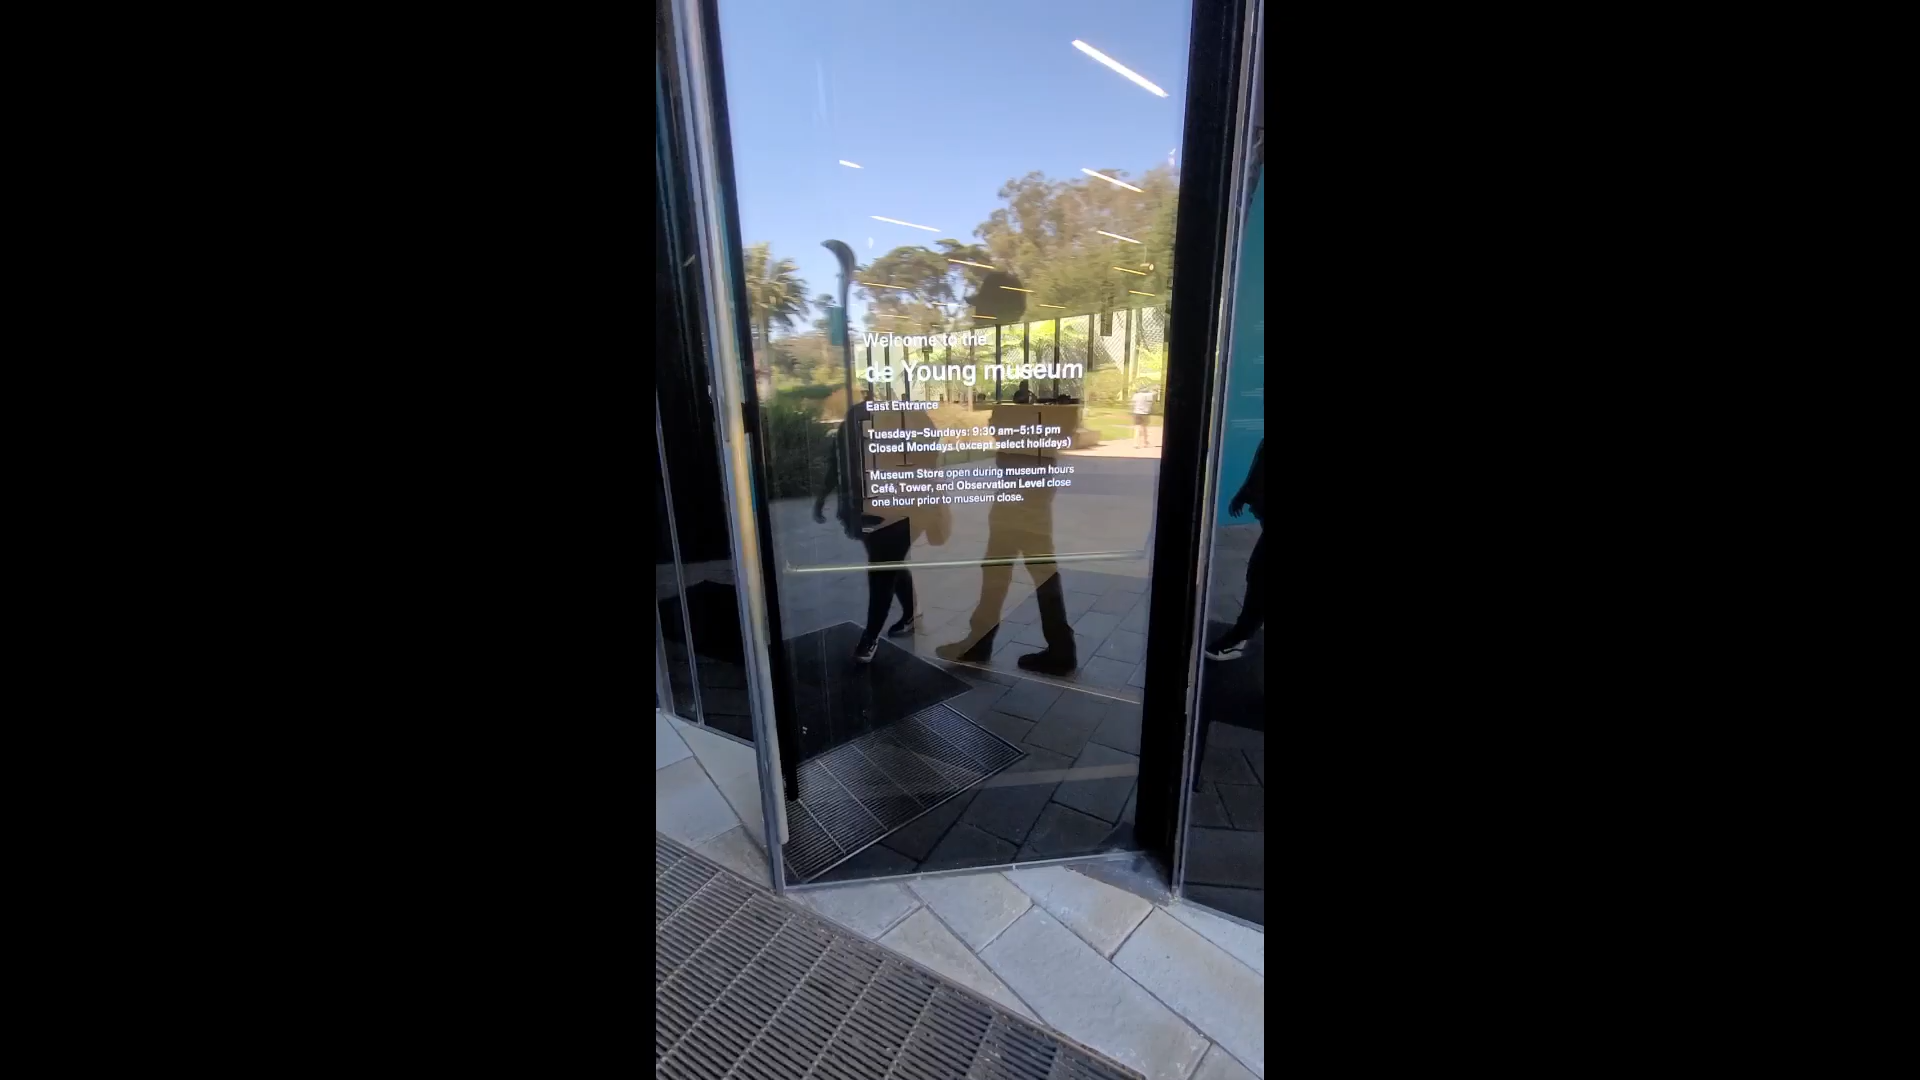 Welcome to the
de Young museum
East Entrance
Tuesdays–Sundays: 9:30 am–5:15 pm
Closed Mondays (except select holidays)
Museum Store open during museum hours
Café, Tower, and Observation Level close
one hour prior to museum close.